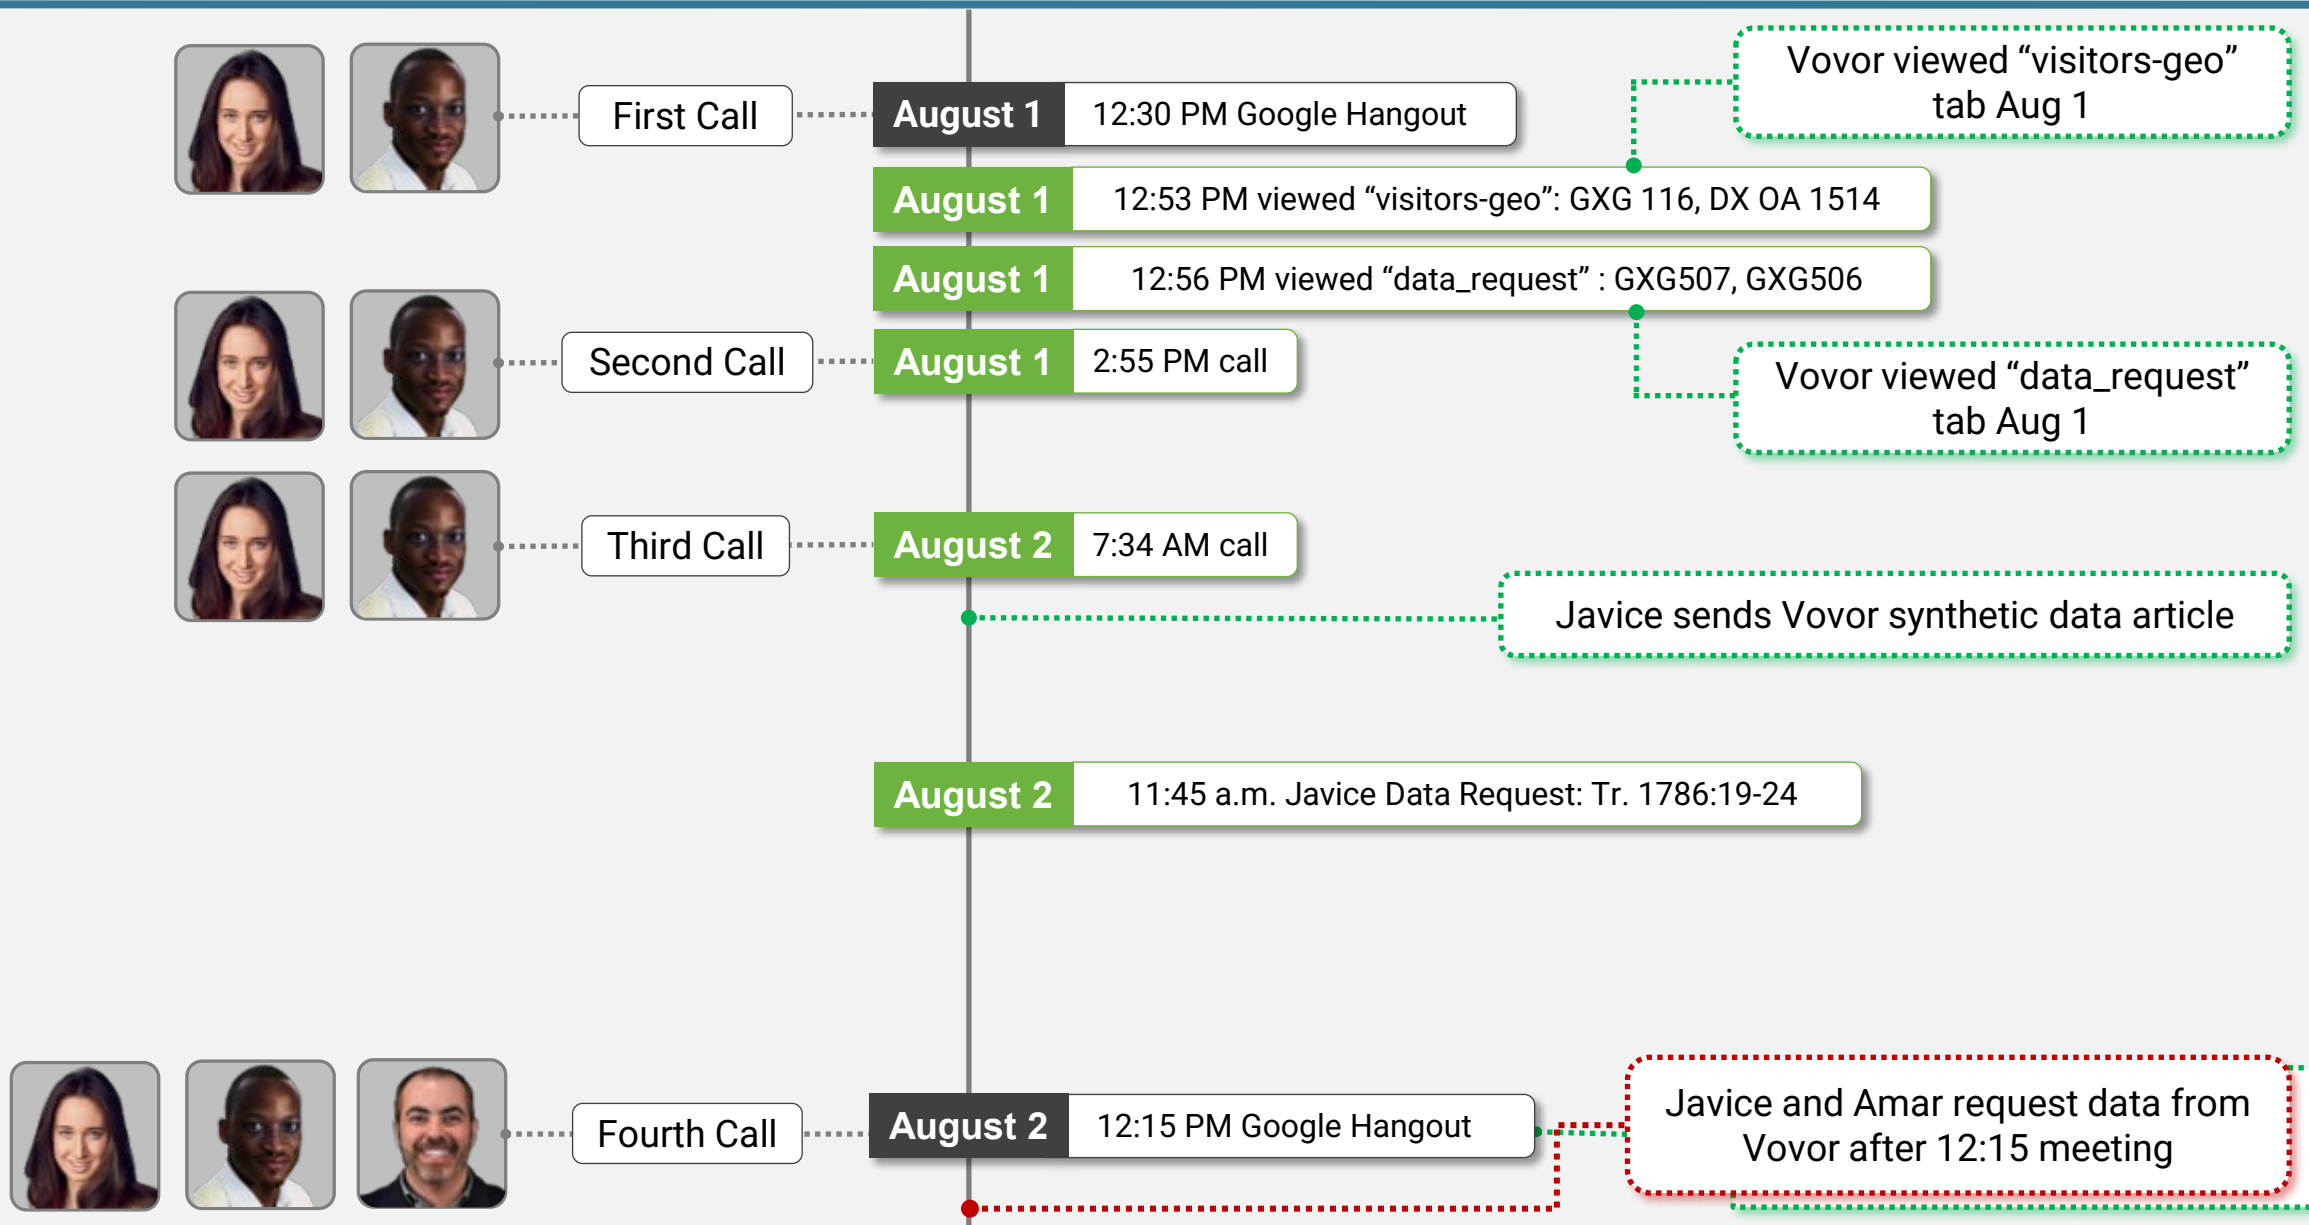 First Call
August 1
12:30 PM Google Hangout
Vovor viewed “visitors-geo”
tab Aug 1
August 1
12:53 PM viewed “visitors-geo”: GXG 116, DX OA 1514
August 1
12:56 PM viewed “data_request” : GXG507, GXG506
Second Call
August 1
2:55 PM call
Vovor viewed “data_request”
tab Aug 1
Third Call
August 2
7:34 AM call
Javice sends Vovor synthetic data article
August 2
11:45 a.m. Javice Data Request: Tr. 1786:19-24
Fourth Call
August 2
12:15 PM Google Hangout
Javice and Amar request data from
Vovor after 12:15 meeting